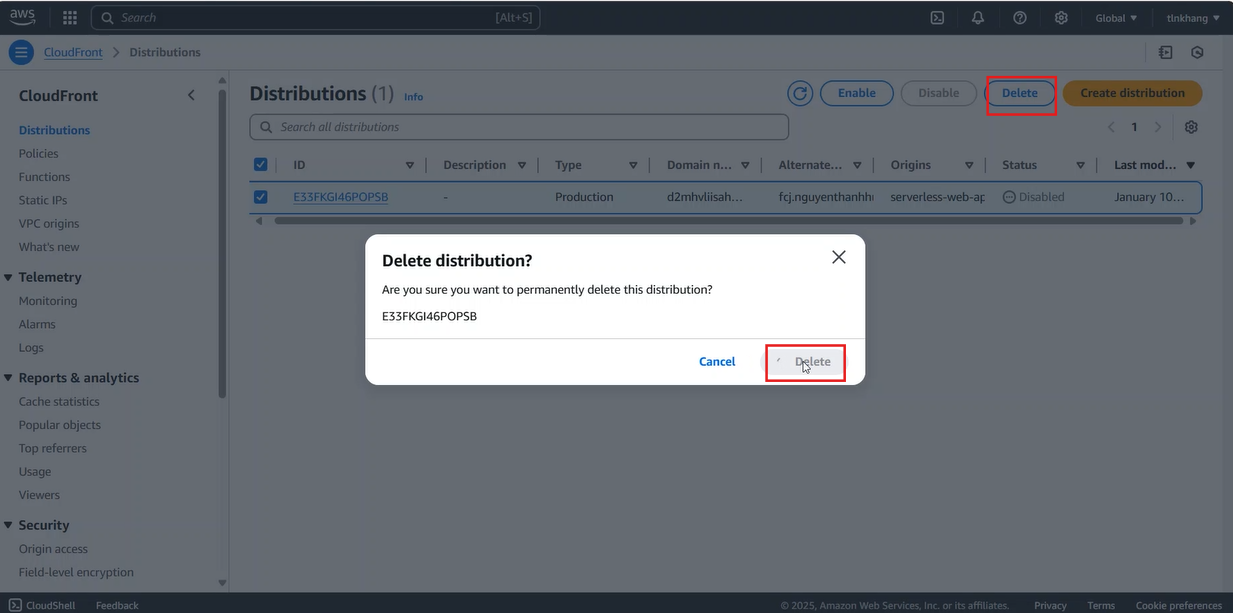 aws Search [Alt+S] Global tlnkhang
CloudFront > Distributions
CloudFront
Distributions
Policies
Functions
Static IPs
VPC origins
What's new
Telemetry
Monitoring
Alarms
Logs
Reports & analytics
Cache statistics
Popular objects
Top referrers
Usage
Viewers
Security
Origin access
Field-level encryption
Distributions (1) Info
Enable Disable Delete Create distribution
Search all distributions
1
ID Description Type Domain n... Alternate... Origins Status Last mod...
E33FKGI46POPSB - Production d2mhvliisah... fcj.nguyenthanhh serverless-web-ap Disabled January 10...
Delete distribution?
Are you sure you want to permanently delete this distribution?
E33FKGI46POPSB
Cancel Delete
CloudShell Feedback © 2025, Amazon Web Services, Inc. or its affiliates. Privacy Terms Cookie preferences